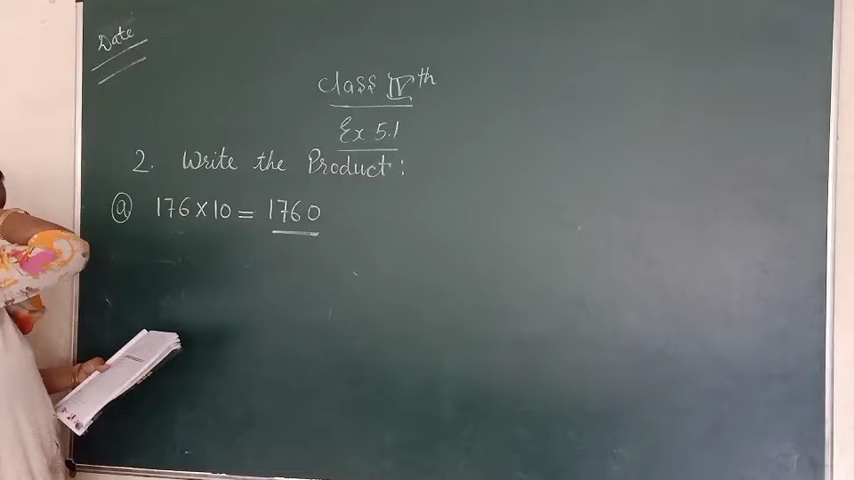 Date
Class IVth
Ex 5.1
2. Write the Product:
ⓐ 176×10 = 1760